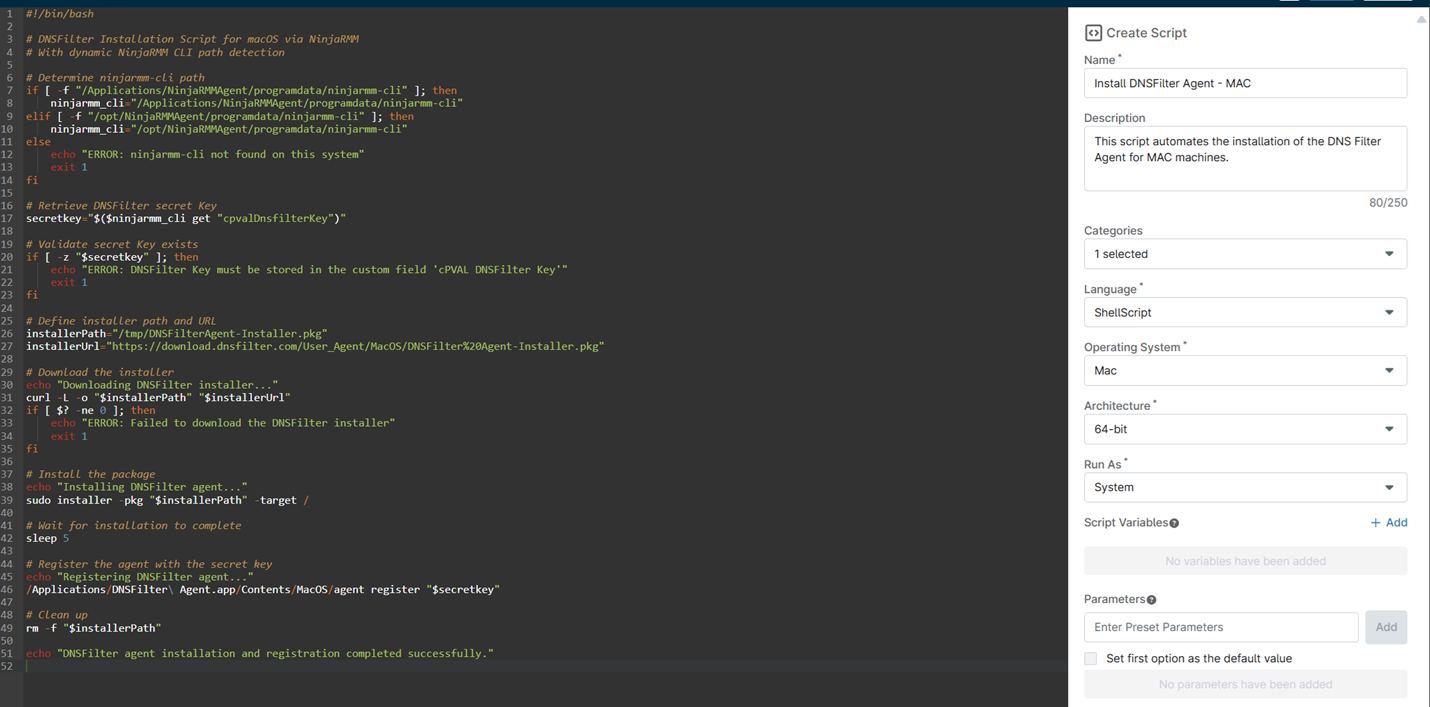 1 #!/bin/bash
2
3 # DNSFilter Installation Script for macOS via NinjaRMM
4 # With dynamic NinjaRMM CLI path detection
5
6 # Determine ninjarmm-cli path
7 if [ -f "/Applications/NinjaRMMAgent/programdata/ninjarmm-cli" ]; then
8 ninjarmm_cli="/Applications/NinjaRMMAgent/programdata/ninjarmm-cli"
9 elif [ -f "/opt/NinjaRMMAgent/programdata/ninjarmm-cli" ]; then
10 ninjarmm_cli="/opt/NinjaRMMAgent/programdata/ninjarmm-cli"
11 else
12 echo "ERROR: ninjarmm-cli not found on this system"
13 exit 1
14 fi
15
16 # Retrieve DNSFilter secret Key
17 secretkey="$($ninjarmm_cli get "cpvalDnsfilterKey")"
18
19 # Validate secret Key exists
20 if [ -z "$secretkey" ]; then
21 echo "ERROR: DNSFilter Key must be stored in the custom field 'cPVAL DNSFilter Key'"
22 exit 1
23 fi
24
25 # Define installer path and URL
26 installerPath="/tmp/DNSFilterAgent-Installer.pkg"
27 installerUrl="https://download.dnsfilter.com/User_Agent/MacOS/DNSFilter%20Agent-Installer.pkg"
28
29 # Download the installer
30 echo "Downloading DNSFilter installer..."
31 curl -L -o "$installerPath" "$installerUrl"
32 if [ $? -ne 0 ]; then
33 echo "ERROR: Failed to download the DNSFilter installer"
34 exit 1
35 fi
36
37 # Install the package
38 echo "Installing DNSFilter agent..."
39 sudo installer -pkg "$installerPath" -target /
40
41 # Wait for installation to complete
42 sleep 5
43
44 # Register the agent with the secret key
45 echo "Registering DNSFilter agent..."
46 /Applications/DNSFilter\ Agent.app/Contents/MacOS/agent register "$secretkey"
47
48 # Clean up
49 rm -f "$installerPath"
50
51 echo "DNSFilter agent installation and registration completed successfully."
52
Create Script
Name *
Install DNSFilter Agent - MAC
Description
This script automates the installation of the DNS Filter
Agent for MAC machines.
80/250
Categories
1 selected
Language *
ShellScript
Operating System *
Mac
Architecture *
64-bit
Run As *
System
Script Variables
+ Add
No variables have been added
Parameters
Enter Preset Parameters
Add
Set first option as the default value
No parameters have been added